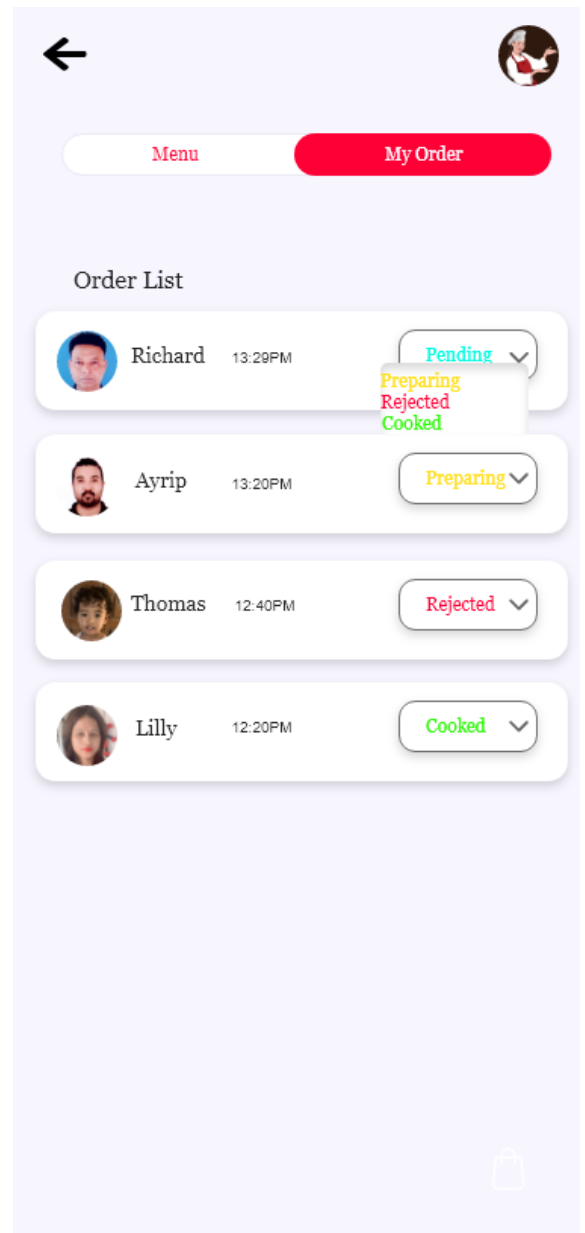 Menu
My Order
Order List
Richard 13:29PM Pending
Preparing
Rejected
Cooked
Ayrip 13:20PM Preparing
Thomas 12:40PM Rejected
Lilly 12:20PM Cooked